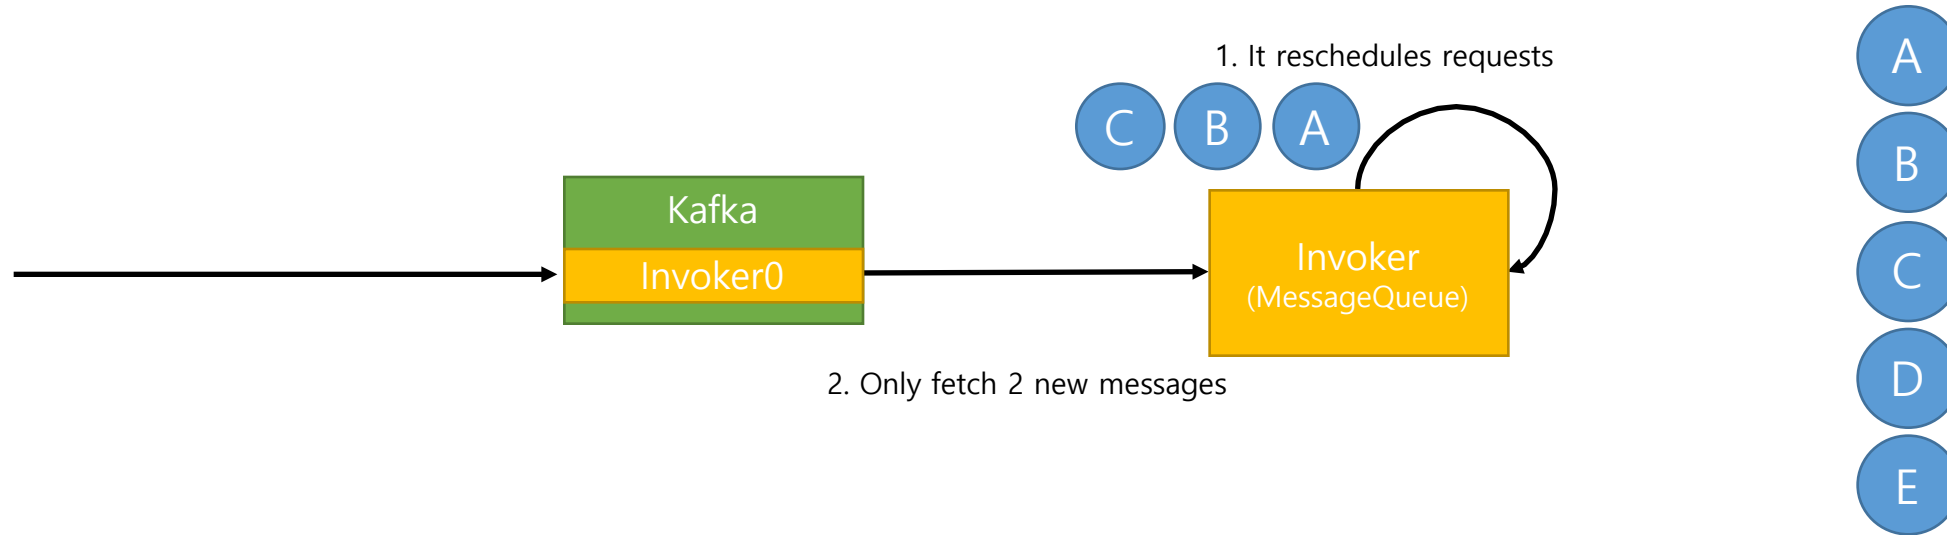 1. It reschedules requests
C B A
Kafka
Invoker0
Invoker
(MessageQueue)
2. Only fetch 2 new messages
A
B
C
D
E